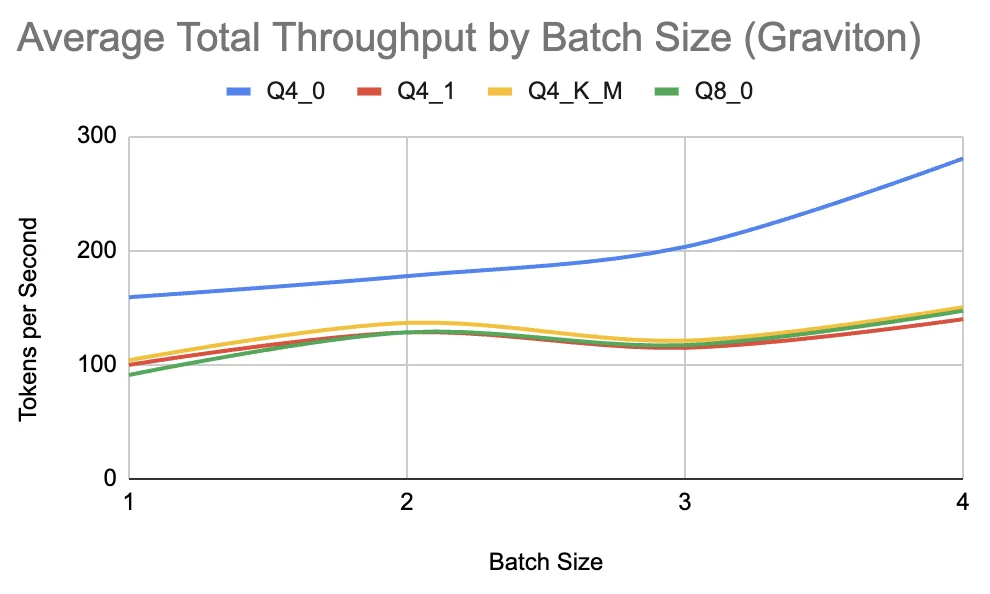 Average Total Throughput by Batch Size (Graviton)
Q4_0 Q4_1 Q4_K_M Q8_0
300
200
100
0
Tokens per Second
1 2 3 4
Batch Size